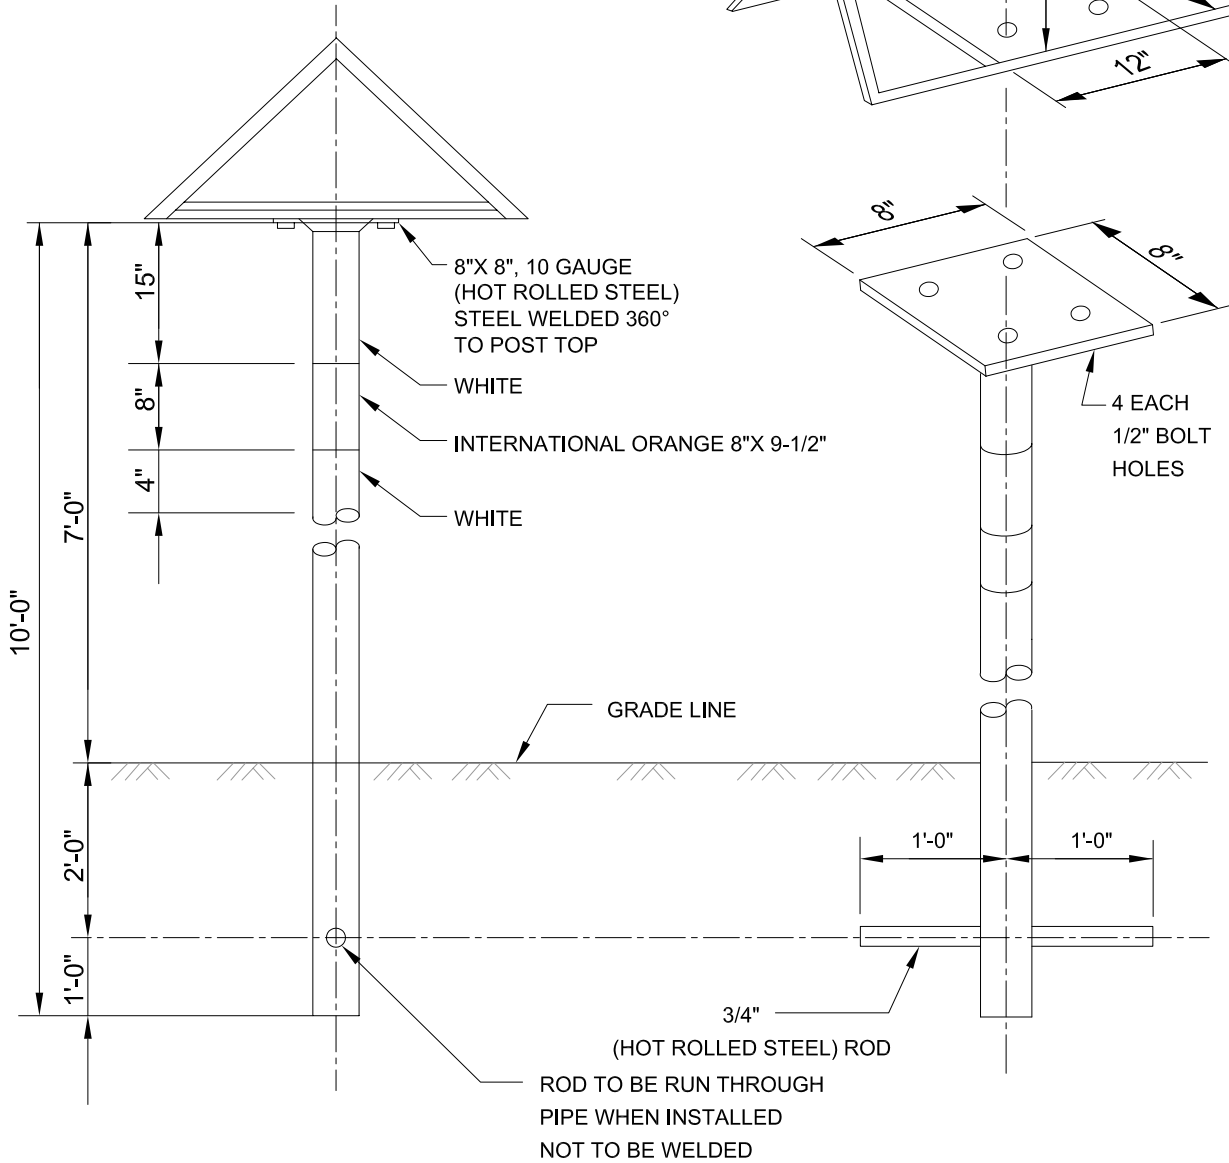 12"
8"
8"
8"X 8", 10 GAUGE
(HOT ROLLED STEEL)
STEEL WELDED 360°
TO POST TOP
15"
WHITE
8"
INTERNATIONAL ORANGE 8"X 9-1/2"
4"
WHITE
4 EACH
1/2" BOLT
HOLES
7'-0"
10'-0"
GRADE LINE
2'-0"
1'-0"
1'-0"
1'-0"
3/4"
(HOT ROLLED STEEL) ROD
ROD TO BE RUN THROUGH
PIPE WHEN INSTALLED
NOT TO BE WELDED